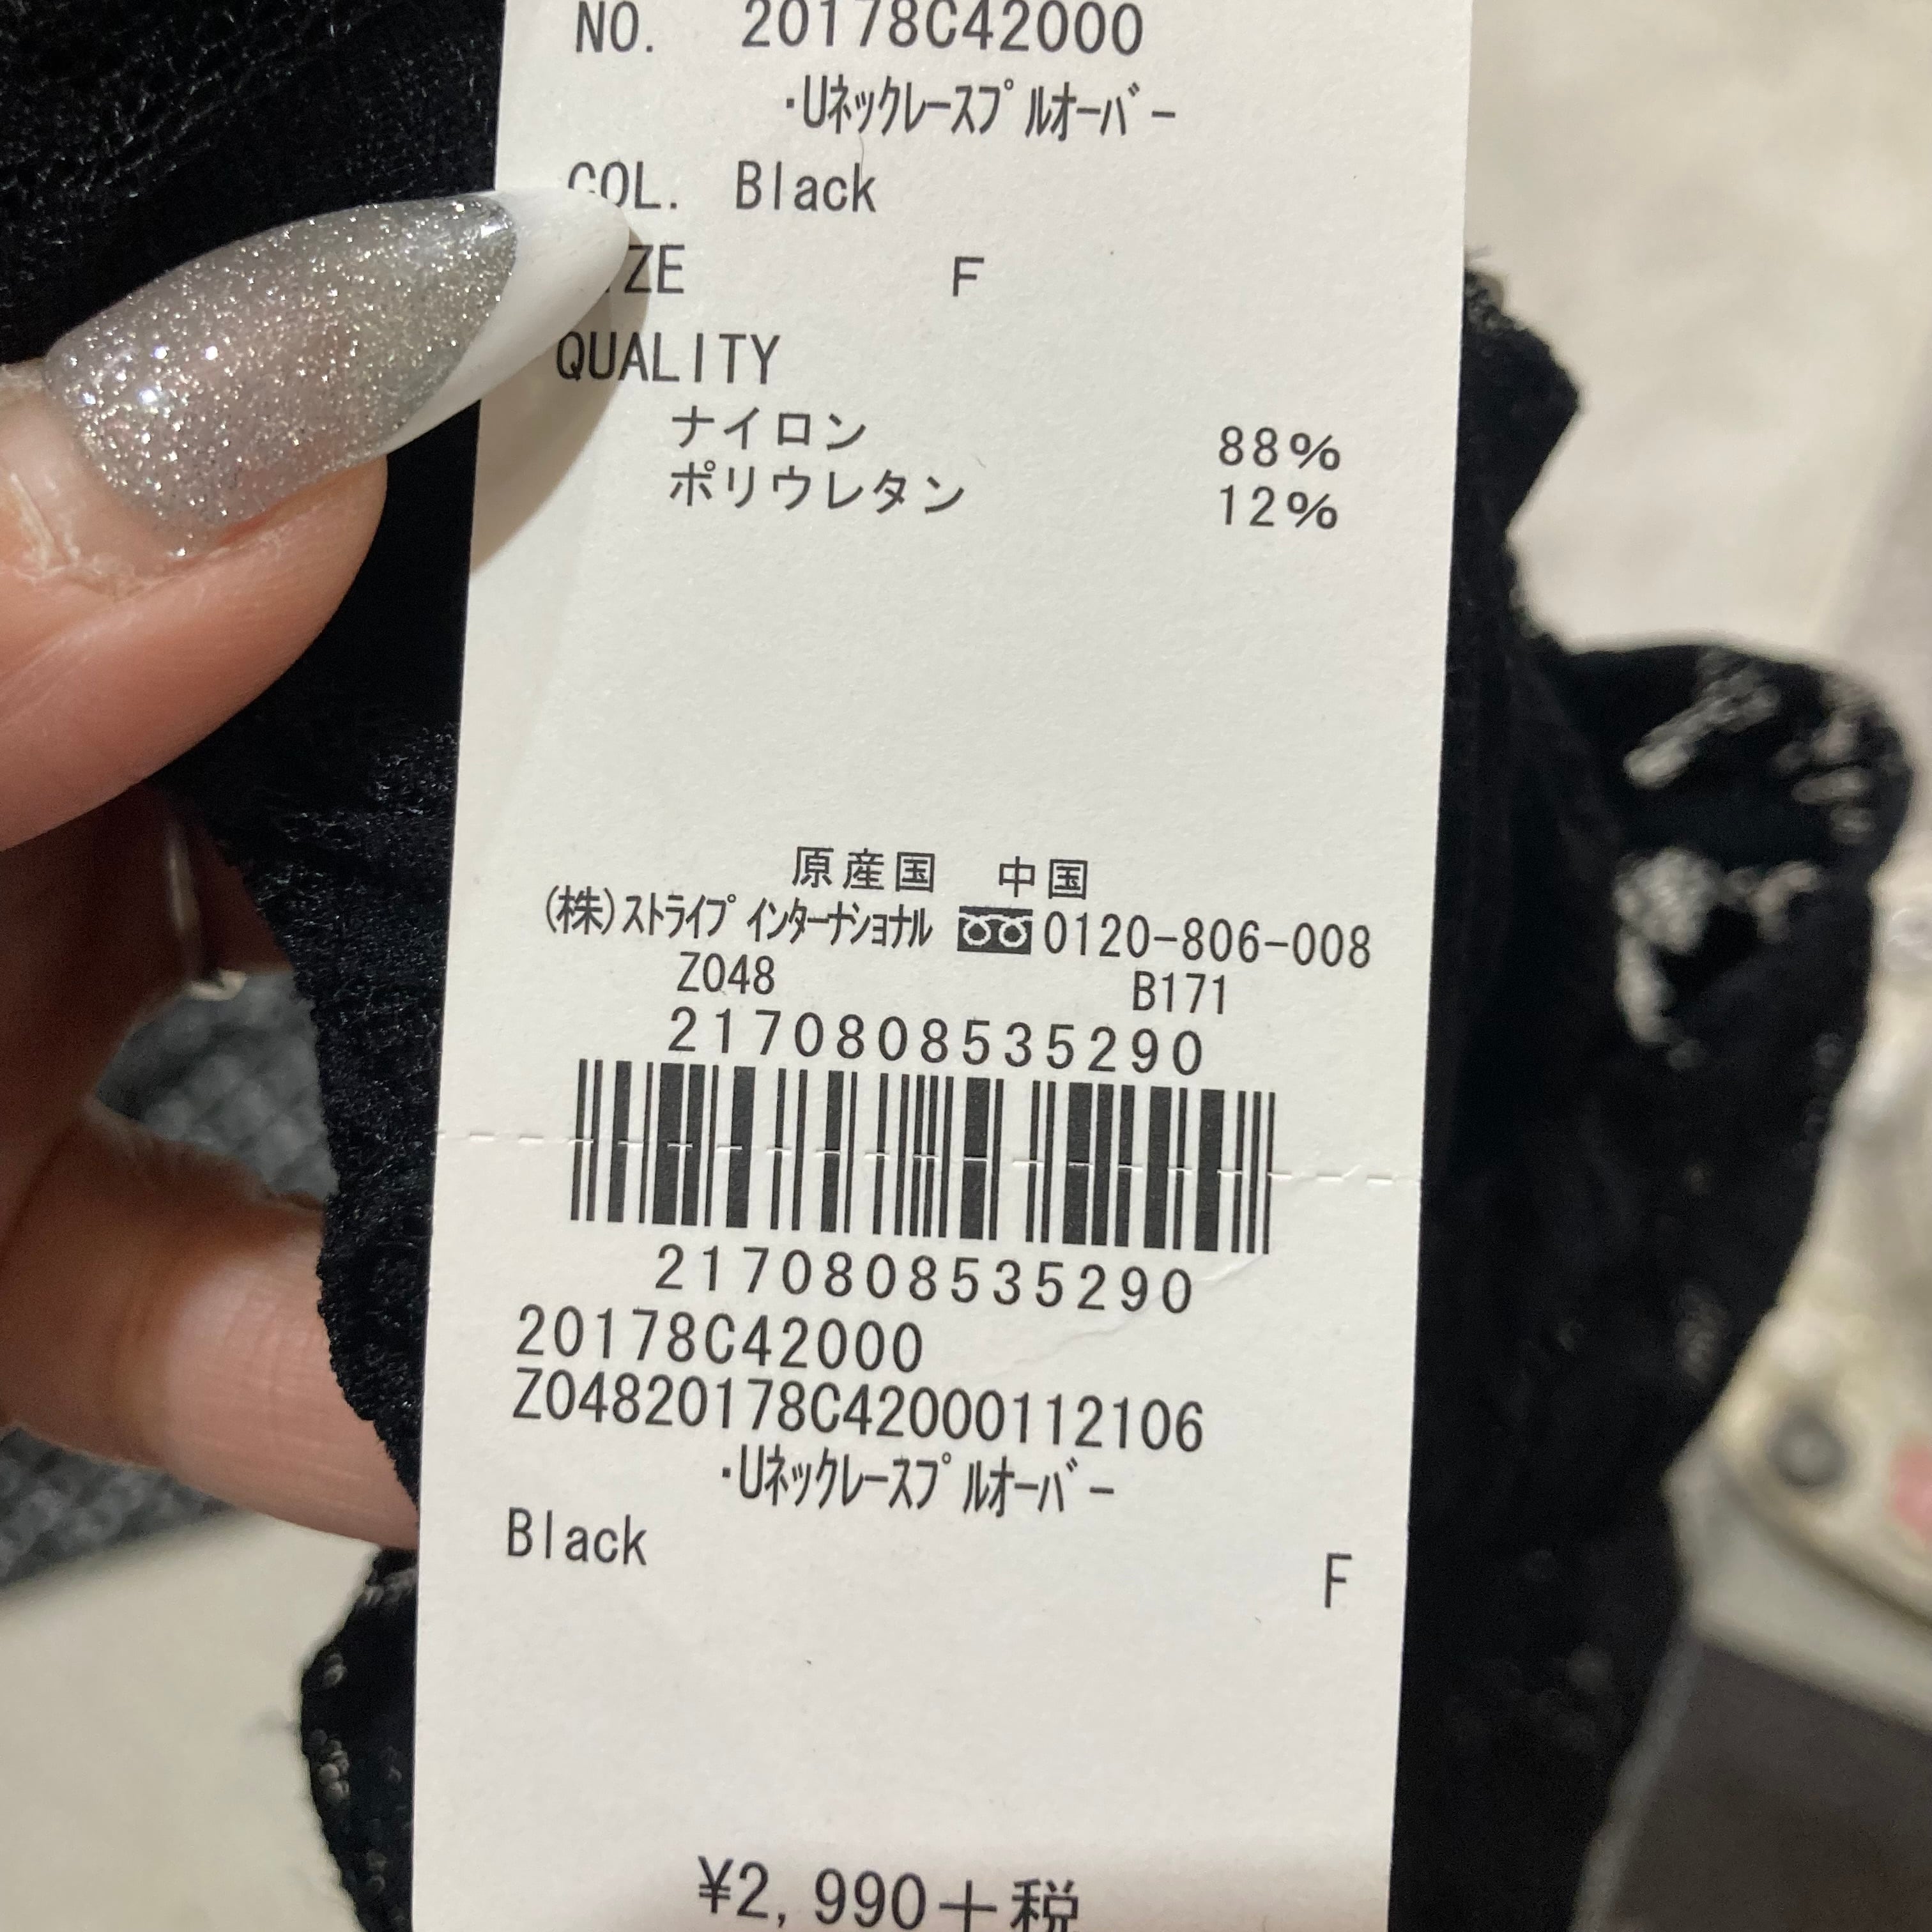 NO. 20178C42000
･Uﾈｯｸﾚｰｽﾌﾟﾙｵｰﾊﾞｰ
COL. Black
ZE F
QUALITY
ナイロン 88%
ポリウレタン 12%
原産国 中国
(株)ｽﾄﾗｲﾌﾟｲﾝﾀｰﾅｼｮﾅﾙ 0120-806-008
Z048 B171
2170808535290
2170808535290
20178C42000
Z04820178C42000112106
･Uﾈｯｸﾚｰｽﾌﾟﾙｵｰﾊﾞｰ
Black
F
¥2,990+税